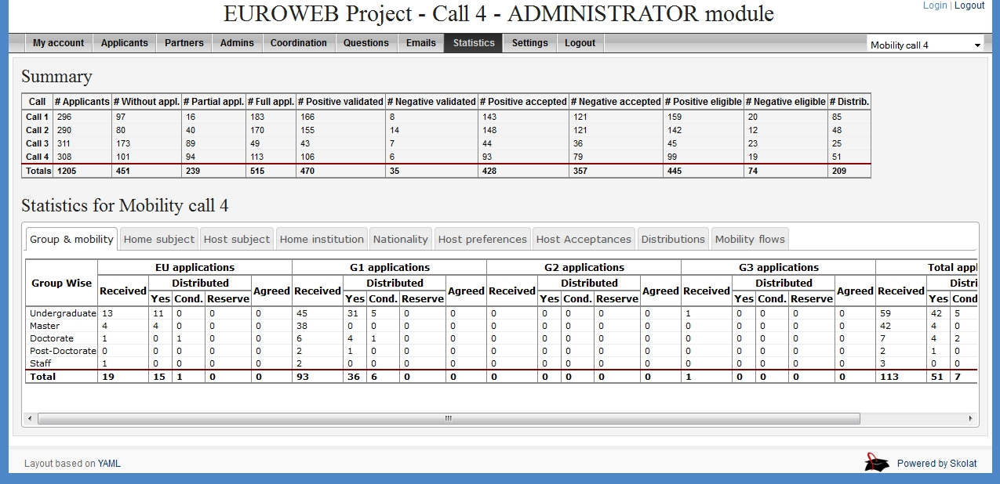 EUROWEB Project - Call 4 - ADMINISTRATOR module
Login | Logout
My account Applicants Partners Admins Coordination Questions Emails Statistics Settings Logout Mobility call 4
Summary
Call # Applicants # Without appl. # Partial appl. # Full appl. # Positive validated # Negative validated # Positive accepted # Negative accepted # Positive eligible # Negative eligible # Distrib.
Call 1 296 97 16 183 166 8 143 121 159 20 85
Call 2 290 80 40 170 155 14 148 121 142 12 48
Call 3 311 173 89 49 43 7 44 36 45 23 25
Call 4 308 101 94 113 106 6 93 79 99 19 51
Totals 1205 451 239 515 470 35 428 357 445 74 209
Statistics for Mobility call 4
Group & mobility Home subject Host subject Home institution Nationality Host preferences Host Acceptances Distributions Mobility flows
Group Wise EU applications G1 applications G2 applications G3 applications Total appl
Received Distributed Agreed Received Distributed Agreed Received Distributed Agreed Received Distributed Agreed Received Distri
Yes Cond. Reserve Yes Cond. Reserve Yes Cond. Reserve Yes Cond. Reserve Yes Cond
Undergraduate 13 11 0 0 0 45 31 5 0 0 0 0 0 0 0 1 0 0 0 0 59 42 5
Master 4 4 0 0 0 38 0 0 0 0 0 0 0 0 0 0 0 0 0 0 42 4 0
Doctorate 1 0 1 0 0 6 4 1 0 0 0 0 0 0 0 0 0 0 0 0 7 4 2
Post-Doctorate 0 0 0 0 0 2 1 0 0 0 0 0 0 0 0 0 0 0 0 0 2 1 0
Staff 1 0 0 0 0 2 0 0 0 0 0 0 0 0 0 0 0 0 0 0 3 0 0
Total 19 15 1 0 0 93 36 6 0 0 0 0 0 0 0 1 0 0 0 0 113 51 7
Layout based on YAML
Powered by Skolat